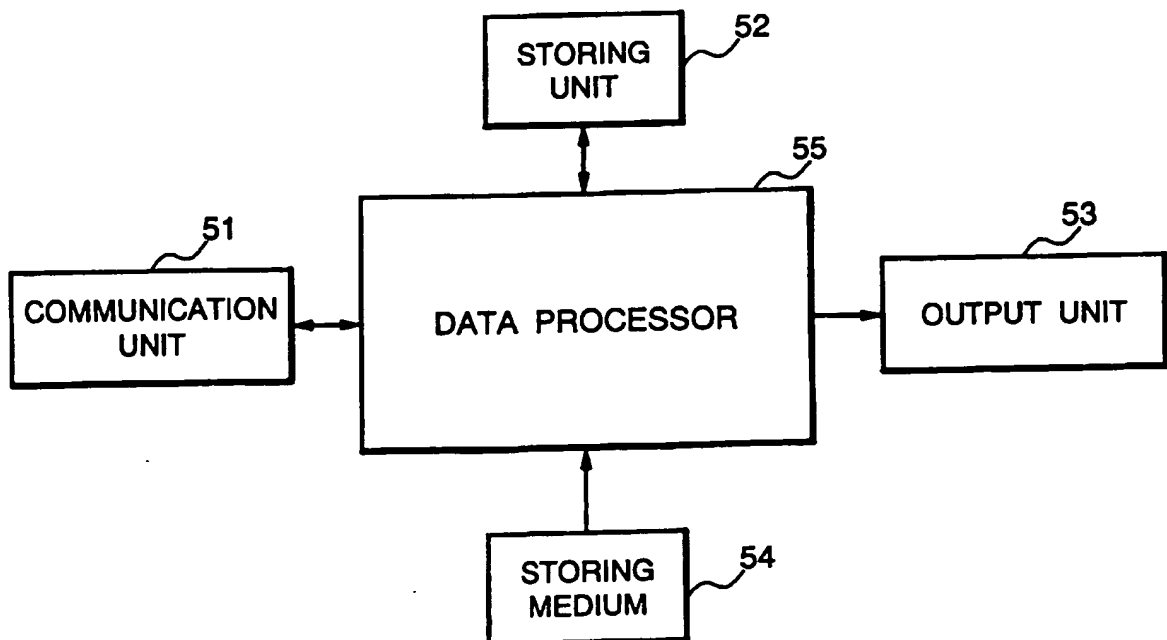 52
STORING
UNIT
55
51
53
COMMUNICATION
UNIT
DATA PROCESSOR
OUTPUT UNIT
54
STORING
MEDIUM